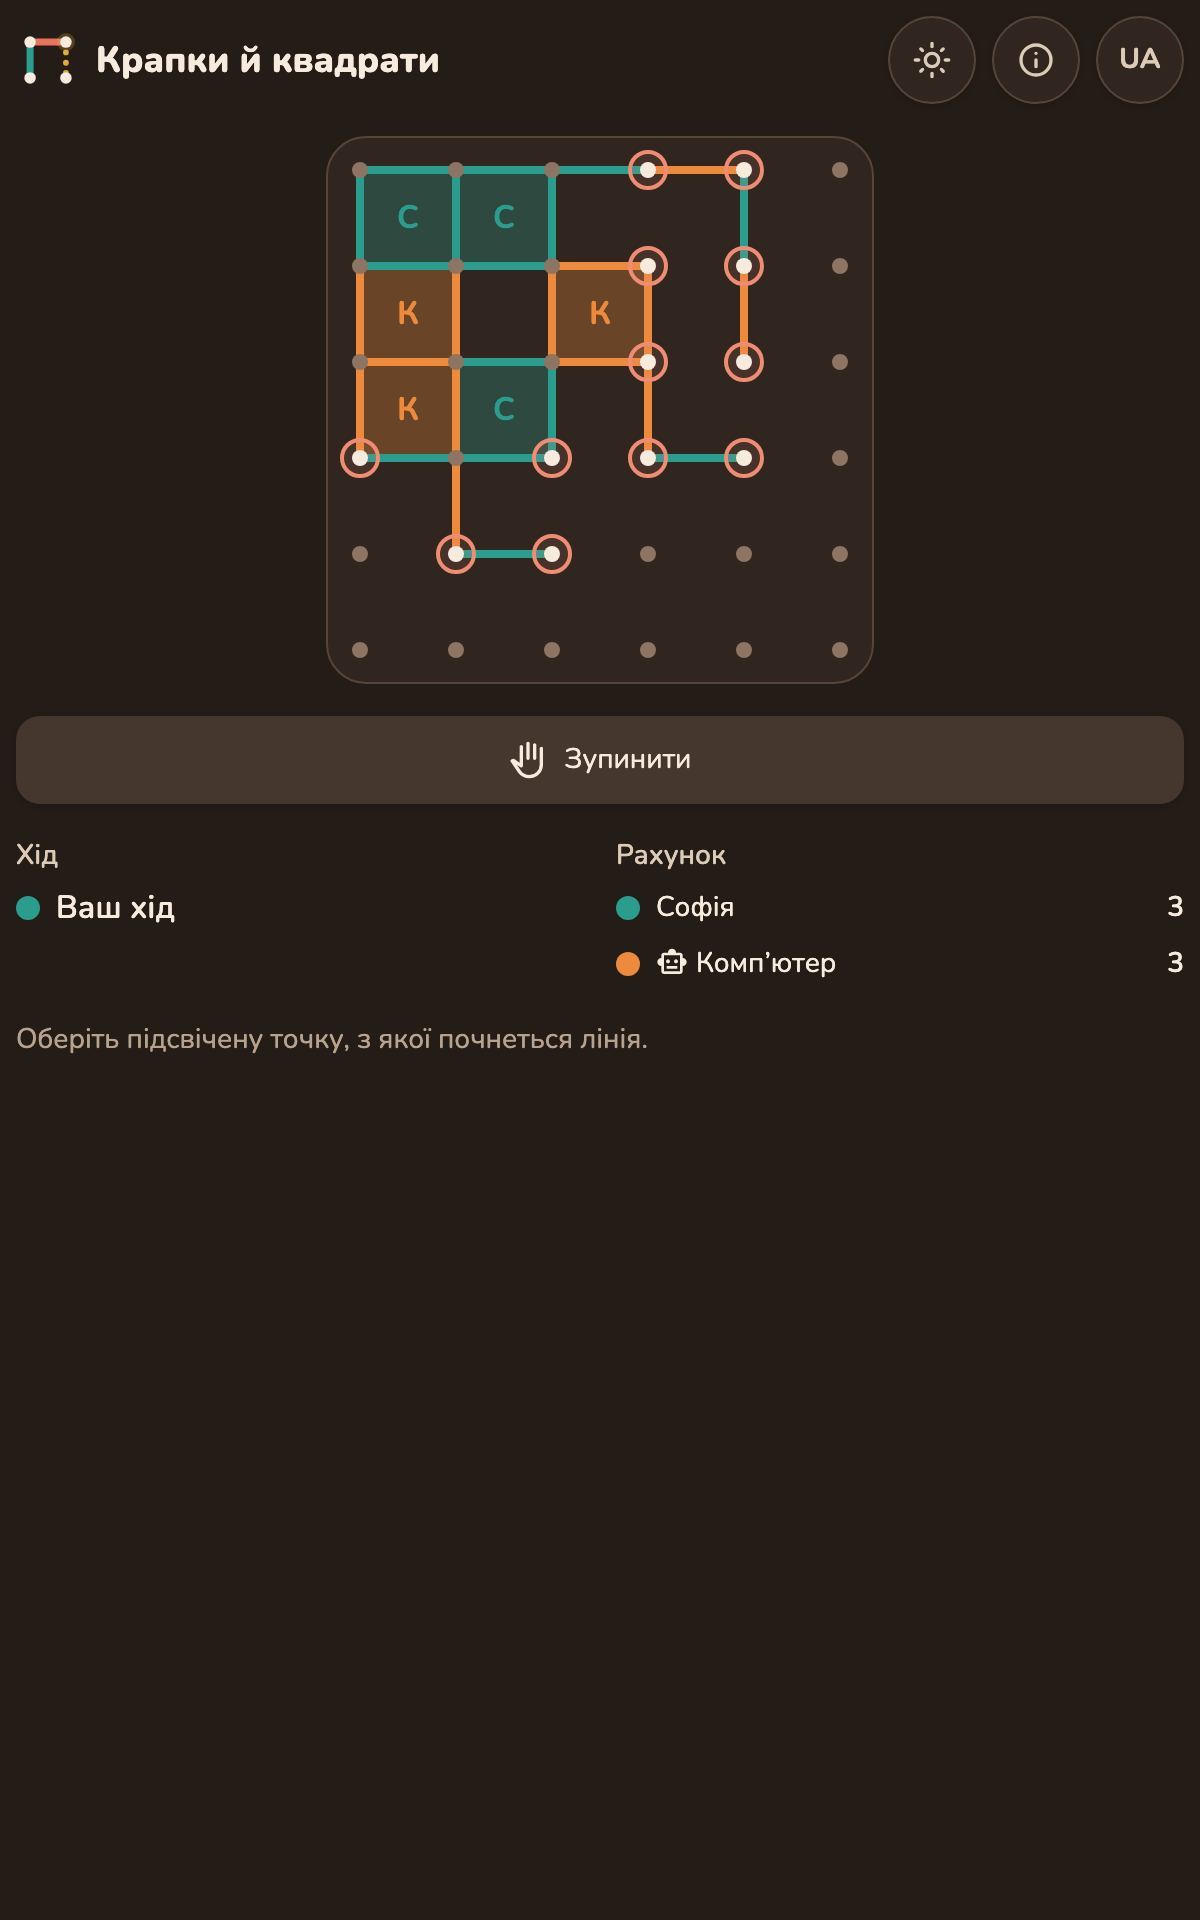 Крапки й квадрати
UA
С С
К К
К С
Зупинити
Хід
Ваш хід
Рахунок
Софія 3
Комп’ютер 3
Оберіть підсвічену точку, з якої почнеться лінія.